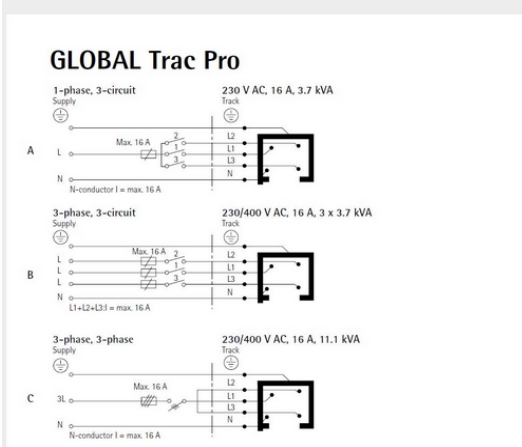 GLOBAL Trac Pro
1-phase, 3-circuit 230 V AC, 16 A, 3.7 kVA
Supply Track
2
Max. 16 A L2
A L 1 L1
3 L3
N N
N-conductor I = max. 16 A
3-phase, 3-circuit 230/400 V AC, 16 A, 3 x 3.7 kVA
Supply Track
Max. 16 A
L 2 L2
B L 1 L1
L 3 L3
N N
L1+L2+L3:I = max. 16 A
3-phase, 3-phase 230/400 V AC, 16 A, 11.1 kVA
Supply Track
Max. 16 A L2
C 3L L1
L3
N N
N-conductor I = max. 16 A